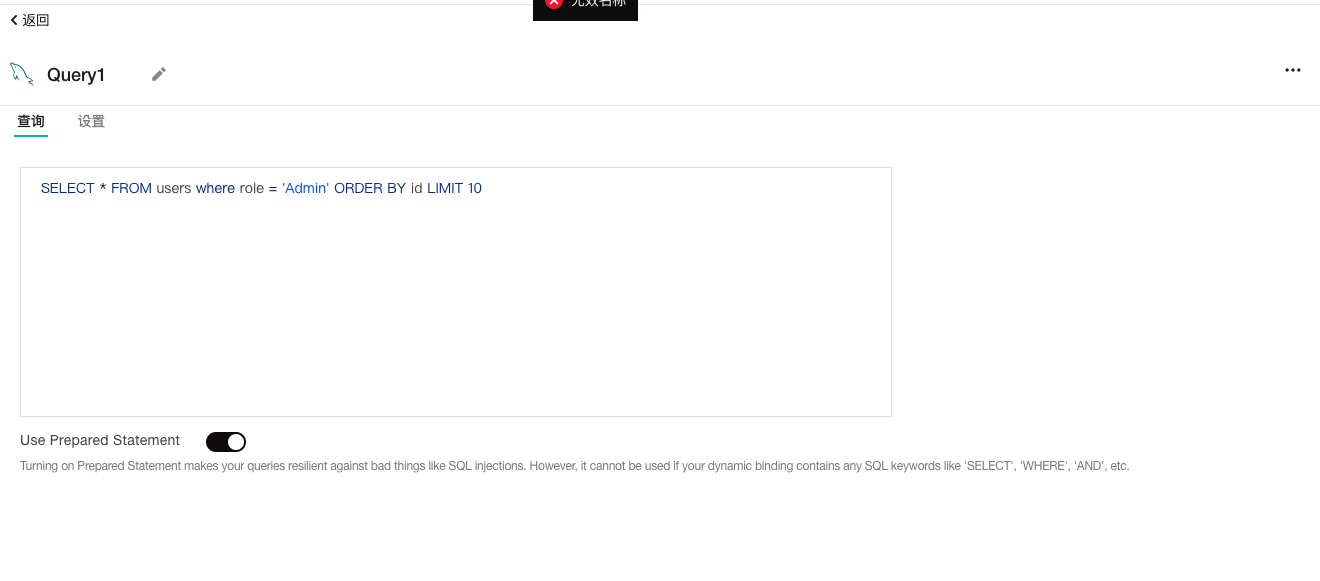 无效名称
返回
Query1
查询 设置
SELECT * FROM users where role = 'Admin' ORDER BY id LIMIT 10
Use Prepared Statement
Turning on Prepared Statement makes your queries resilient against bad things like SQL injections. However, it cannot be used if your dynamic binding contains any SQL keywords like 'SELECT', 'WHERE', 'AND', etc.